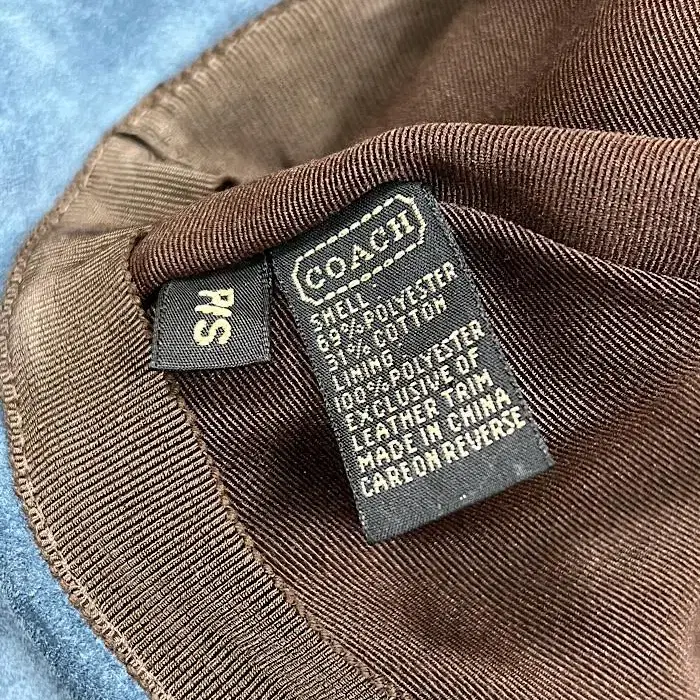 COACH
SHELL
69% POLYESTER
31% COTTON
LINING
100% POLYESTER
EXCLUSIVE OF
LEATHER TRIM
MADE IN CHINA
CARE ON REVERSE
P/S